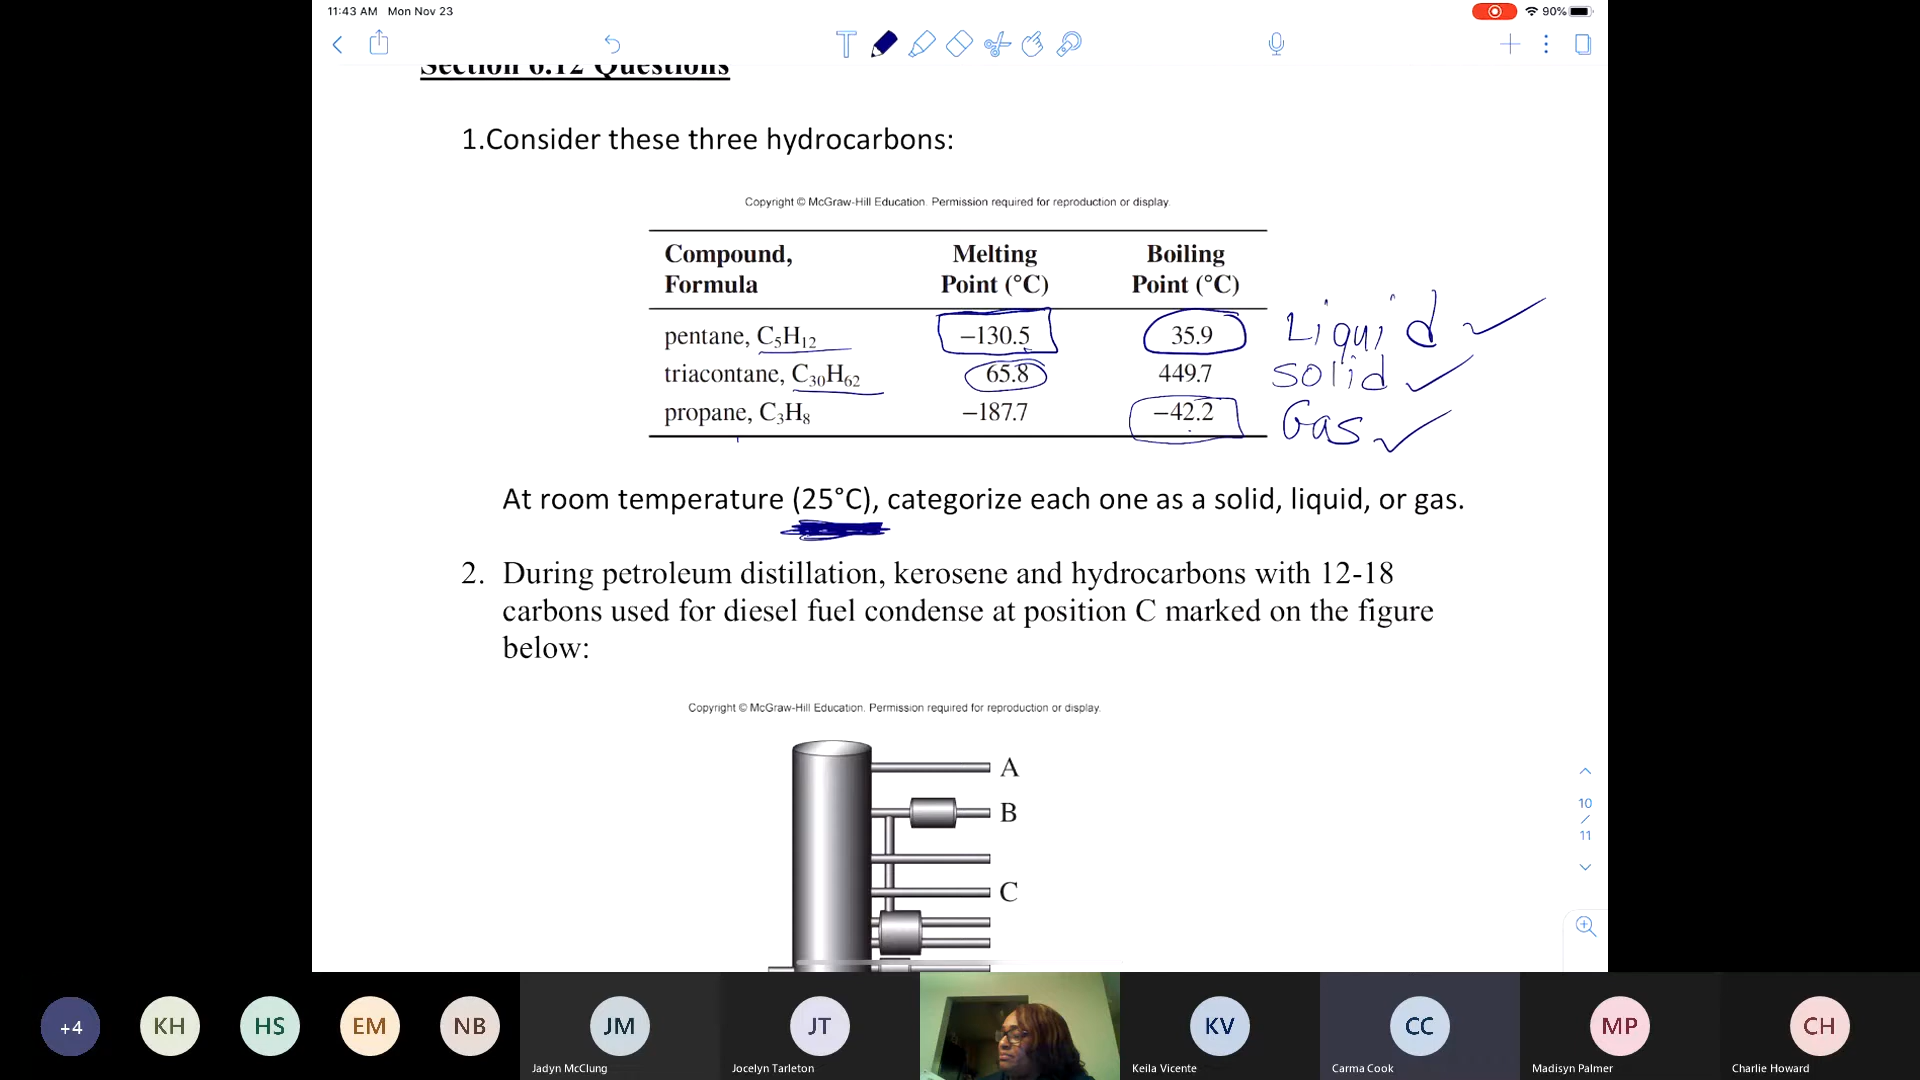 11:43 AM Mon Nov 23
90%
Section 6.12 Questions
1.Consider these three hydrocarbons:
Copyright © McGraw-Hill Education. Permission required for reproduction or display.
Compound, Formula Melting Point (°C) Boiling Point (°C)
pentane, C₅H₁₂ –130.5 35.9 Liquid ✓
triacontane, C₃₀H₆₂ 65.8 449.7 solid ✓
propane, C₃H₈ –187.7 –42.2 Gas ✓
At room temperature (25°C), categorize each one as a solid, liquid, or gas.
2. During petroleum distillation, kerosene and hydrocarbons with 12-18
carbons used for diesel fuel condense at position C marked on the figure
below:
Copyright © McGraw-Hill Education. Permission required for reproduction or display.
A
B
C
10
/
11
+4 KH HS EM NB JM JT KV CC MP CH
Jadyn McClung Jocelyn Tarleton Keila Vicente Carma Cook Madisyn Palmer Charlie Howard